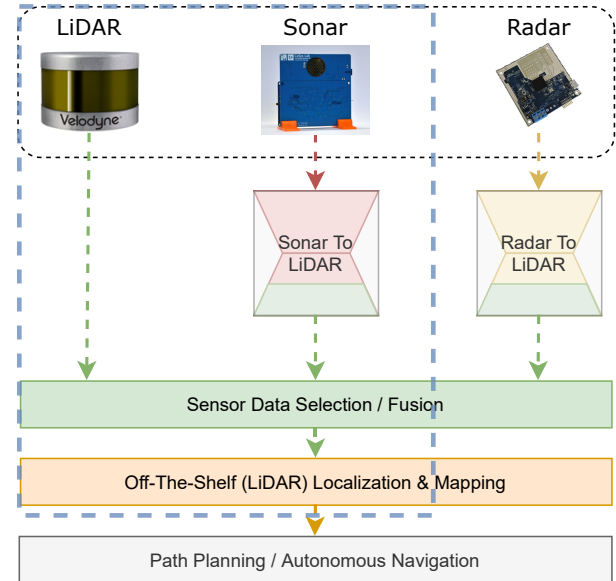 LiDAR
Sonar
Radar
Velodyne
Sonar To
LiDAR
Radar To
LiDAR
Sensor Data Selection / Fusion
Off-The-Shelf (LiDAR) Localization & Mapping
Path Planning / Autonomous Navigation